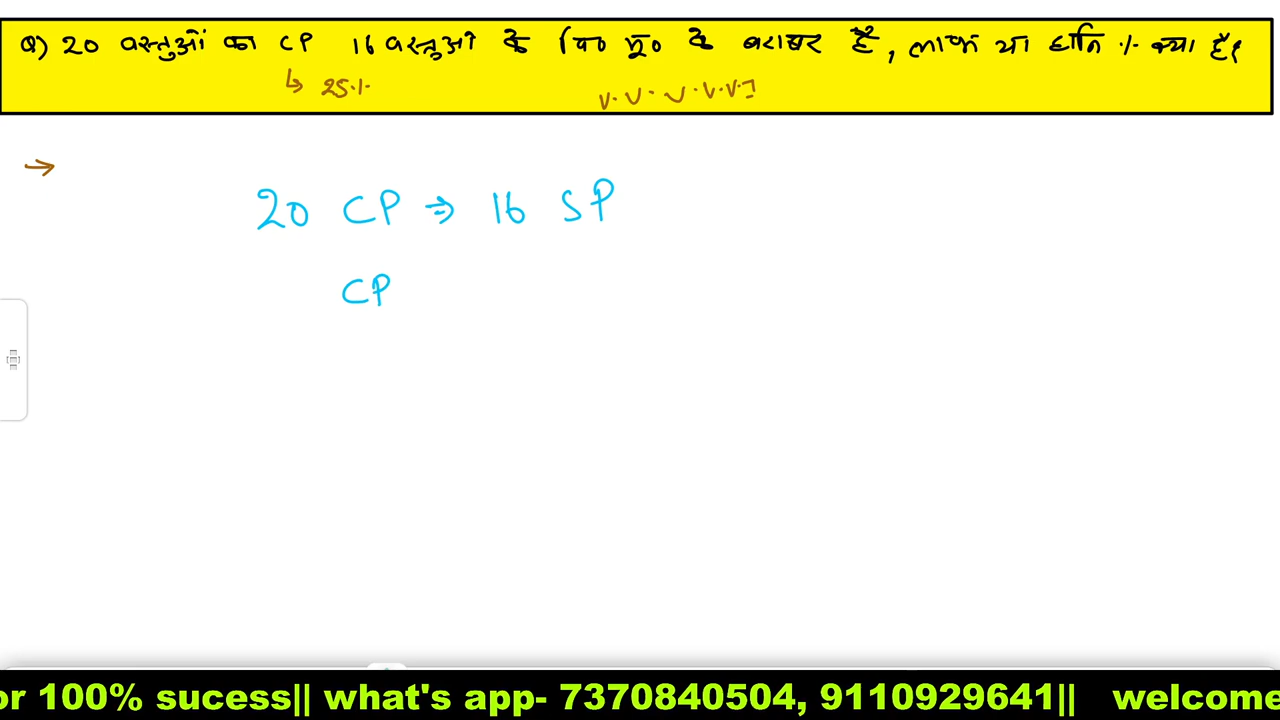 Q) 20 वस्तुओं का CP 16 वस्तुओं के वि० मू० के बराबर है, लाभ या हानि % क्या है?
↳ 25% V. V. V. V. V. I
→
20 CP ⇒ 16 SP
CP
or 100% sucess|| what's app- 7370840504, 9110929641|| welcome